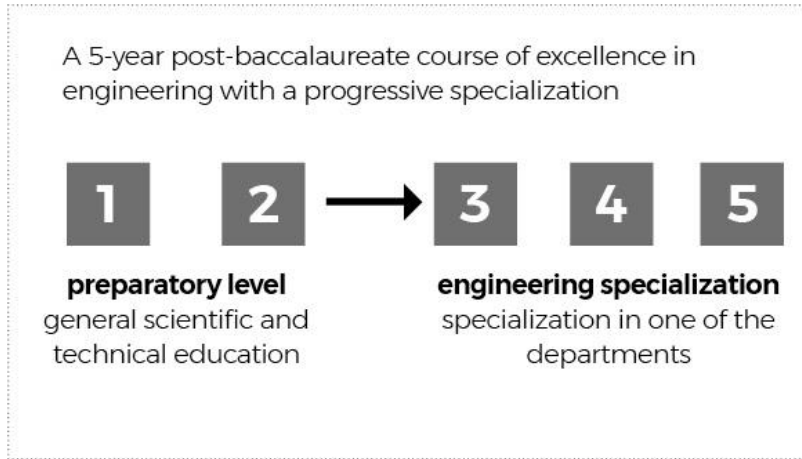 A 5-year post-baccalaureate course of excellence in
engineering with a progressive specialization
1 2 3 4 5
preparatory level
general scientific and
technical education
engineering specialization
specialization in one of the
departments